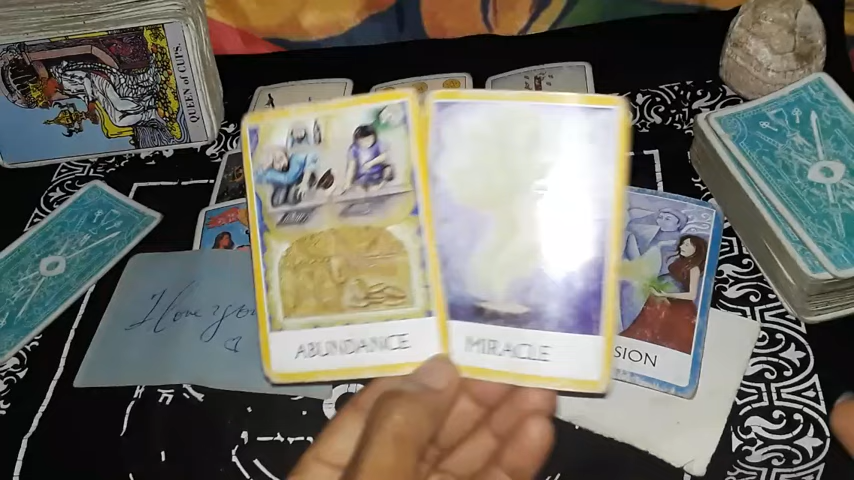 QUEEN of CUPS.
I love you
ABUNDANCE
MIRACLE
SION